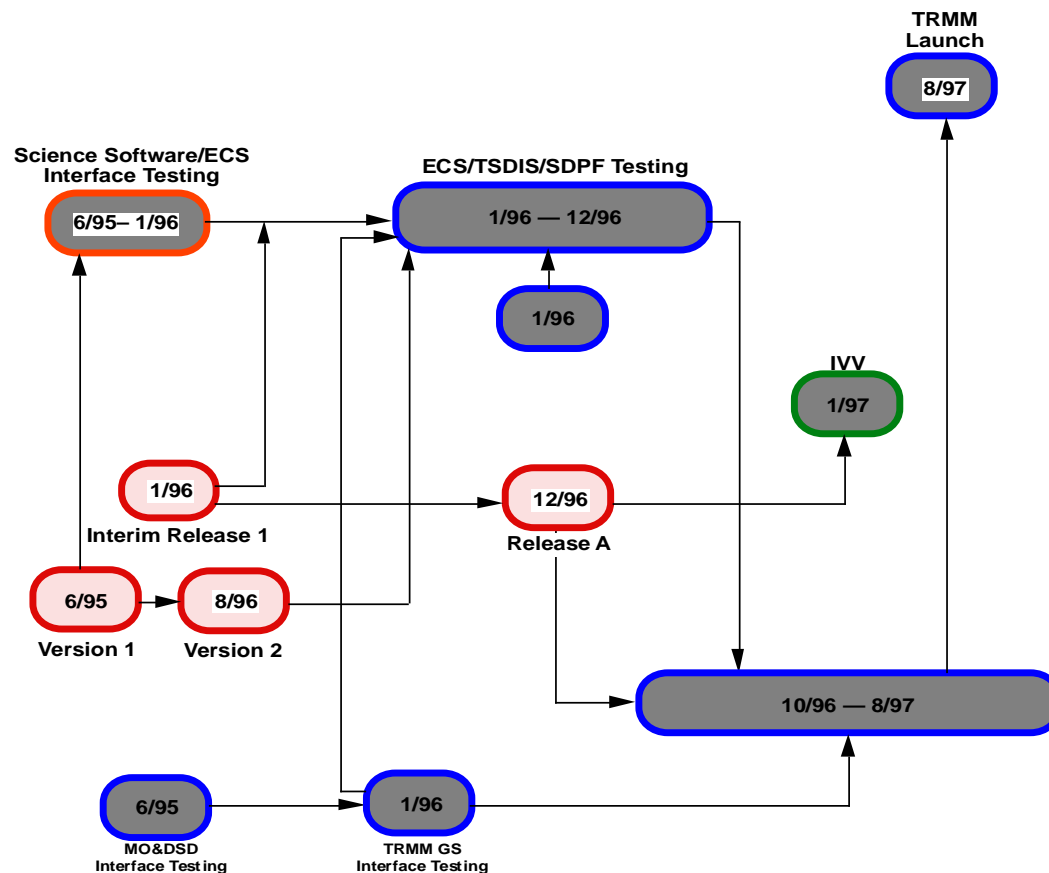 TRMM
Launch
8/97
Science Software/ECS
Interface Testing
6/95– 1/96
ECS/TSDIS/SDPF Testing
1/96 — 12/96
1/96
IVV
1/97
1/96
Interim Release 1
12/96
Release A
6/95
Version 1
8/96
Version 2
10/96 — 8/97
6/95
MO&DSD
Interface Testing
1/96
TRMM GS
Interface Testing